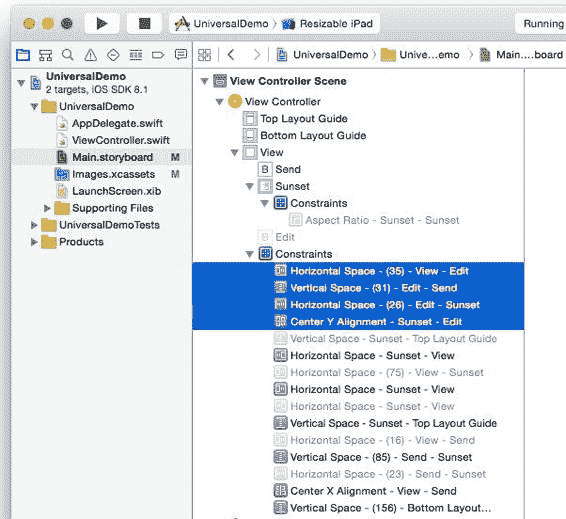 UniversalDemo Resizable iPad Running
UniversalDemo Unive...emo Main....board
UniversalDemo
2 targets, iOS SDK 8.1
UniversalDemo
AppDelegate.swift
ViewController.swift
Main.storyboard M
Images.xcassets M
LaunchScreen.xib
Supporting Files
UniversalDemoTests
Products
View Controller Scene
View Controller
Top Layout Guide
Bottom Layout Guide
View
B Send
Sunset
Constraints
Aspect Ratio - Sunset - Sunset
B Edit
Constraints
Horizontal Space - (35) - View - Edit
Vertical Space - (31) - Edit - Send
Horizontal Space - (26) - Edit - Sunset
Center Y Alignment - Sunset - Edit
Vertical Space - Sunset - Top Layout Guide
Horizontal Space - Sunset - View
Horizontal Space - (75) - View - Sunset
Horizontal Space - Sunset - View
Horizontal Space - Sunset - View
Vertical Space - Sunset - Top Layout Guide
Horizontal Space - (16) - View - Send
Vertical Space - (85) - Send - Sunset
Horizontal Space - (23) - Send - Sunset
Center X Alignment - View - Send
Vertical Space - (156) - Bottom Layout...